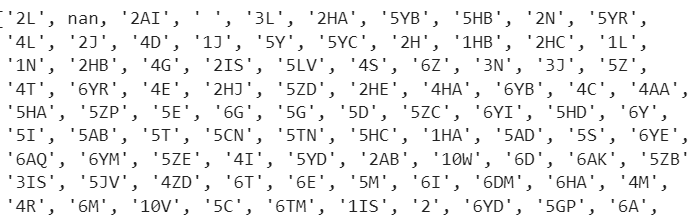 ['2L', nan, '2AI', ' ', '3L', '2HA', '5YB', '5HB', '2N', '5YR',
'4L', '2J', '4D', '1J', '5Y', '5YC', '2H', '1HB', '2HC', '1L',
'1N', '2HB', '4G', '2IS', '5LV', '4S', '6Z', '3N', '3J', '5Z',
'4T', '6YR', '4E', '2HJ', '5ZD', '2HE', '4HA', '6YB', '4C', '4AA',
'5HA', '5ZP', '5E', '6G', '5G', '5D', '5ZC', '6YI', '5HD', '6Y',
'5I', '5AB', '5T', '5CN', '5TN', '5HC', '1HA', '5AD', '5S', '6YE',
'6AQ', '6YM', '5ZE', '4I', '5YD', '2AB', '10W', '6D', '6AK', '5ZB'
'3IS', '5JV', '4ZD', '6T', '6E', '5M', '6I', '6DM', '6HA', '4M',
'4R', '6M', '10V', '5C', '6TM', '1IS', '2', '6YD', '5GP', '6A',